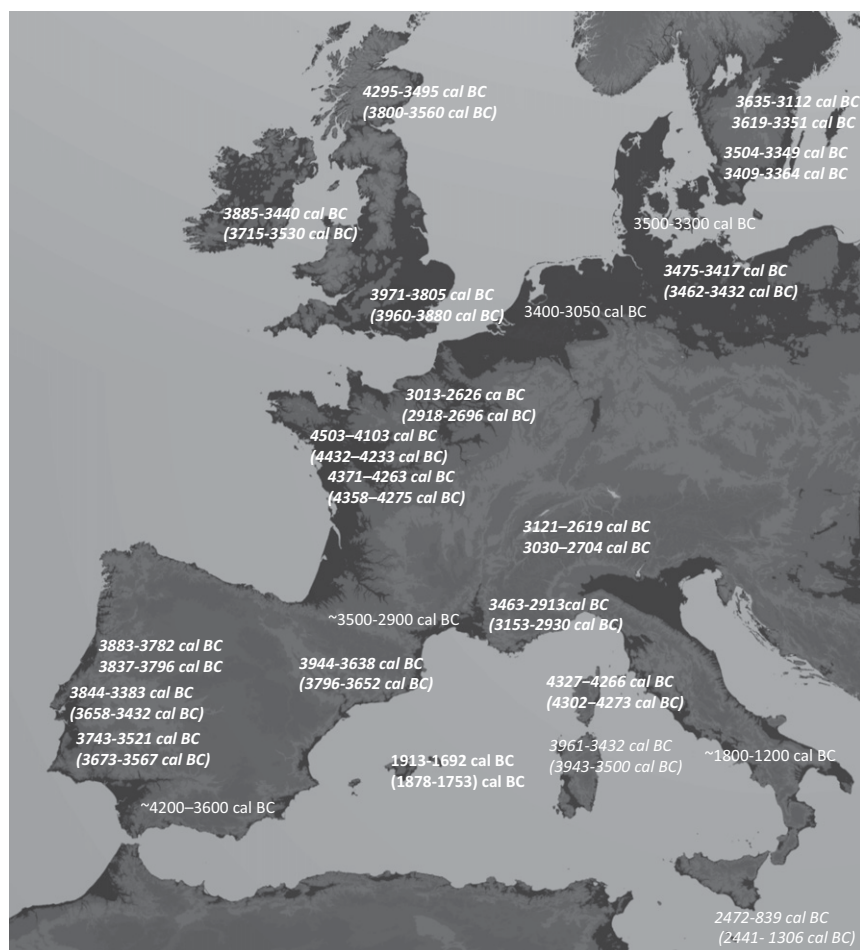 4295-3495 cal BC
(3800-3560 cal BC)
3635-3112 cal BC
3619-3351 cal BC
3504-3349 cal BC
3409-3364 cal BC
3885-3440 cal BC
(3715-3530 cal BC)
3500-3300 cal BC
3475-3417 cal BC
(3462-3432 cal BC)
3971-3805 cal BC
(3960-3880 cal BC)
3400-3050 cal BC
3013-2626 ca BC
(2918-2696 cal BC)
4503–4103 cal BC
(4432–4233 cal BC)
4371–4263 cal BC
(4358–4275 cal BC)
3121–2619 cal BC
3030–2704 cal BC
3463-2913cal BC
(3153-2930 cal BC)
~3500-2900 cal BC
3883-3782 cal BC
3837-3796 cal BC
3944-3638 cal BC
(3796-3652 cal BC)
3844-3383 cal BC
(3658-3432 cal BC)
4327–4266 cal BC
(4302–4273 cal BC)
3743-3521 cal BC
(3673-3567 cal BC)
3961-3432 cal BC
(3943-3500 cal BC)
~1800-1200 cal BC
1913-1692 cal BC
(1878-1753) cal BC
~4200–3600 cal BC
2472-839 cal BC
(2441- 1306 cal BC)